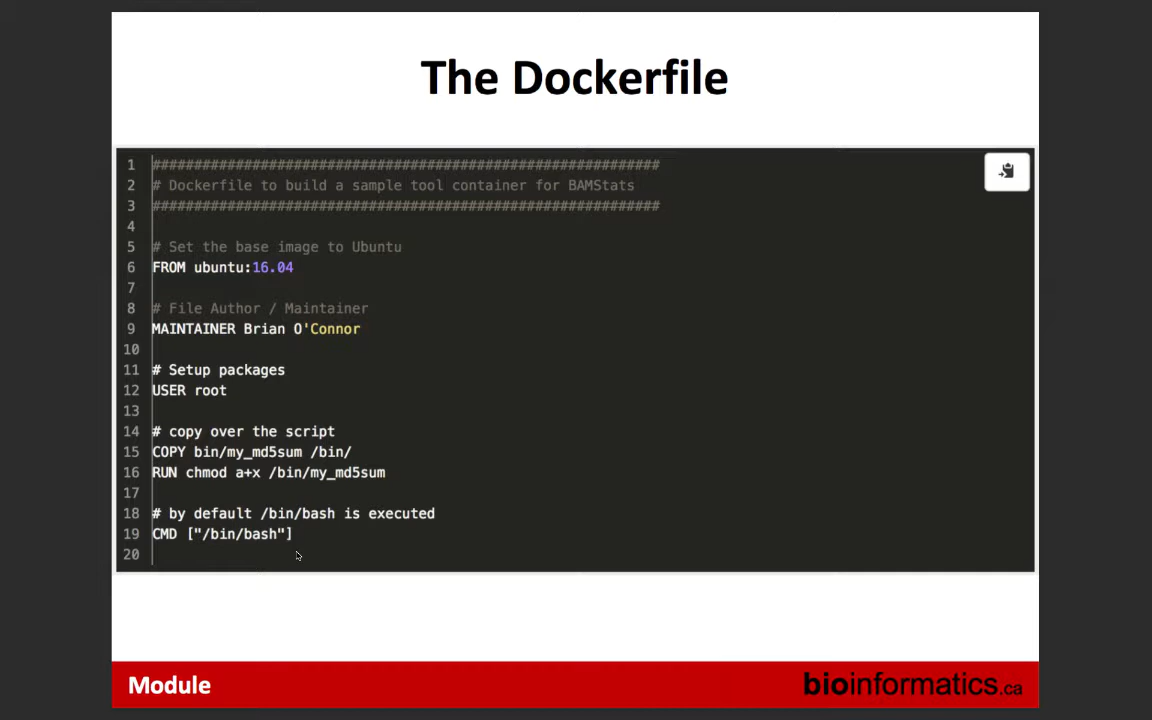 The Dockerfile
1 #############################################################
2 # Dockerfile to build a sample tool container for BAMStats
3 #############################################################
4
5 # Set the base image to Ubuntu
6 FROM ubuntu:16.04
7
8 # File Author / Maintainer
9 MAINTAINER Brian O'Connor
10
11 # Setup packages
12 USER root
13
14 # copy over the script
15 COPY bin/my_md5sum /bin/
16 RUN chmod a+x /bin/my_md5sum
17
18 # by default /bin/bash is executed
19 CMD ["/bin/bash"]
20
Module
bioinformatics.ca